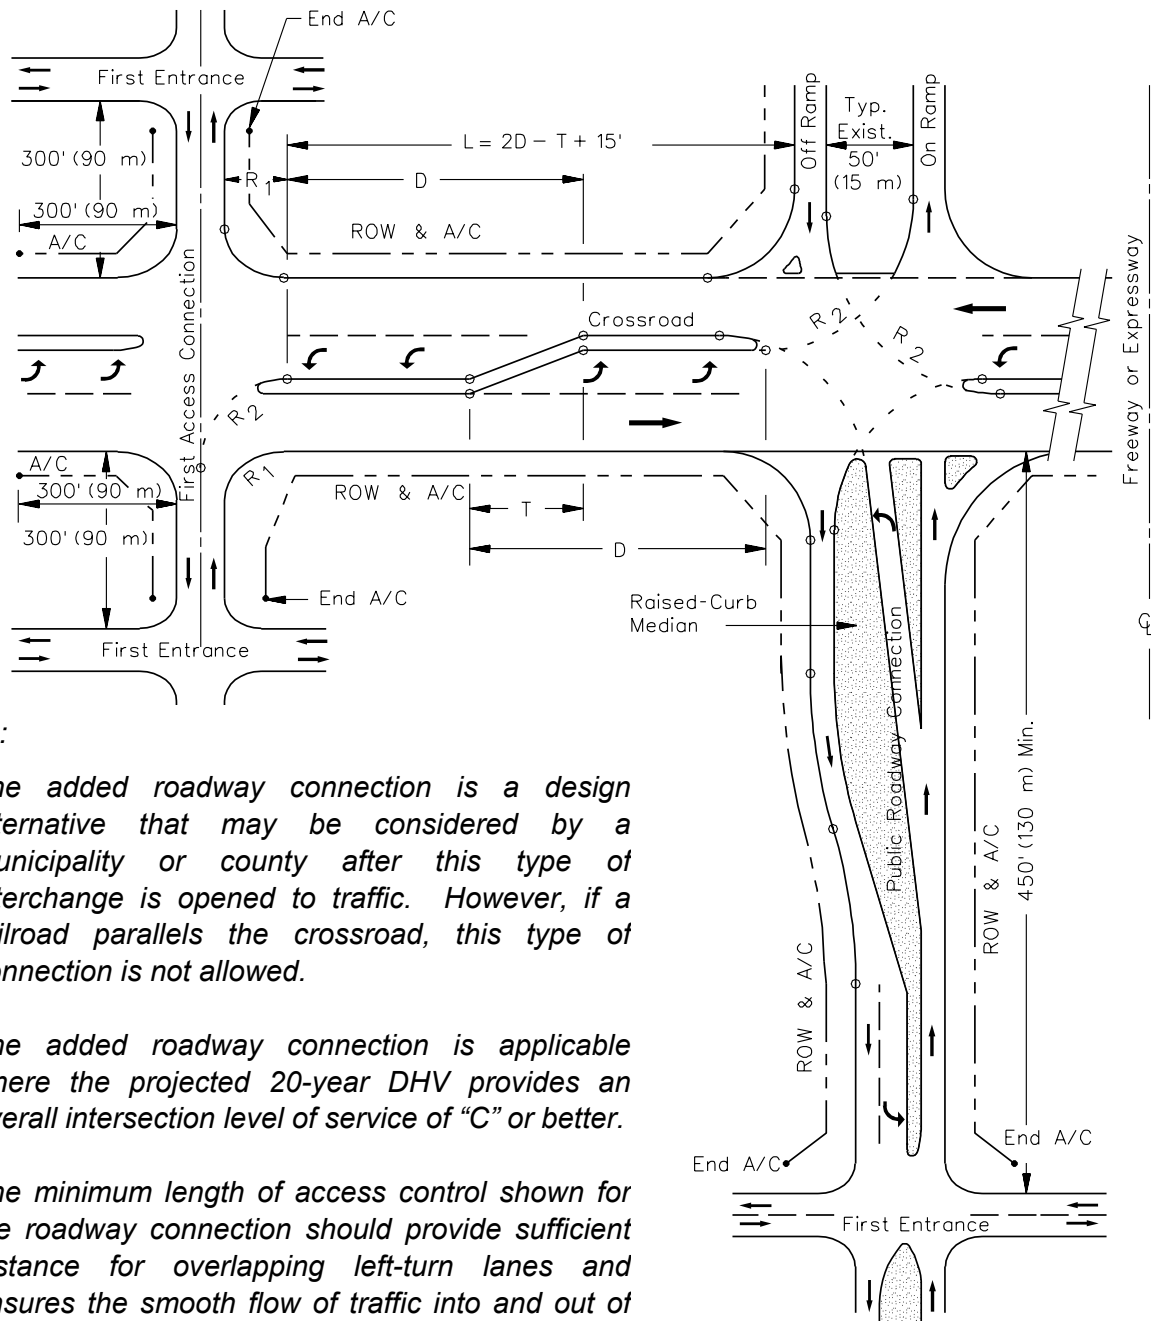 End A/C
First Entrance
Off Ramp
Typ.
Exist.
50'
(15 m)
On Ramp
L = 2D - T + 15'
300' (90 m)
R1
D
300' (90 m)
A/C
ROW & A/C
First Access Connection
Crossroad
R2
R2
Freeway or Expressway
R2
R1
A/C
300' (90 m)
ROW & A/C
T
300' (90 m)
D
End A/C
Raised-Curb
Median
Public Roadway Connection
First Entrance
ROW & A/C
450' (130 m) Min.
ROW & A/C
CL
:
he added roadway connection is a design
ternative that may be considered by a
unicipality or county after this type of
terchange is opened to traffic. However, if a
ilroad parallels the crossroad, this type of
onnection is not allowed.
he added roadway connection is applicable
here the projected 20-year DHV provides an
verall intersection level of service of “C” or better.
he minimum length of access control shown for
e roadway connection should provide sufficient
stance for overlapping left-turn lanes and
nsures the smooth flow of traffic into and out of
End A/C
End A/C
First Entrance